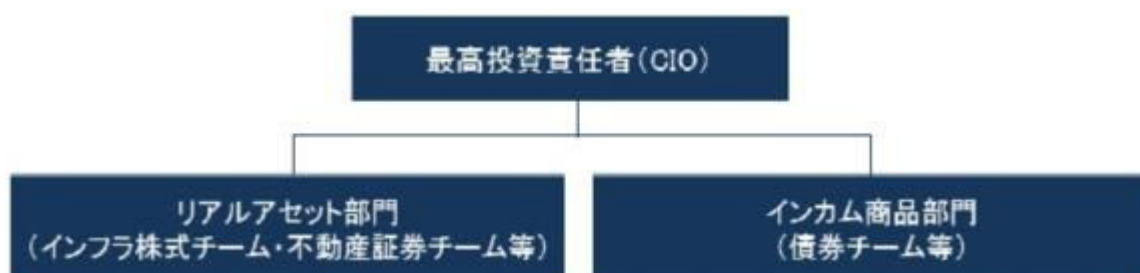 最高投資責任者(CIO)
リアルアセット部門
(インフラ株式チーム・不動産証券チーム等)
インカム商品部門
(債券チーム等)